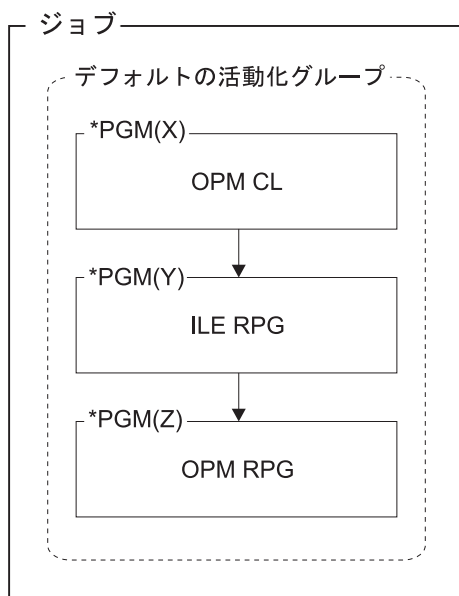 ジョブ
デフォルトの活動化グループ
*PGM(X)
OPM CL
*PGM(Y)
ILE RPG
*PGM(Z)
OPM RPG